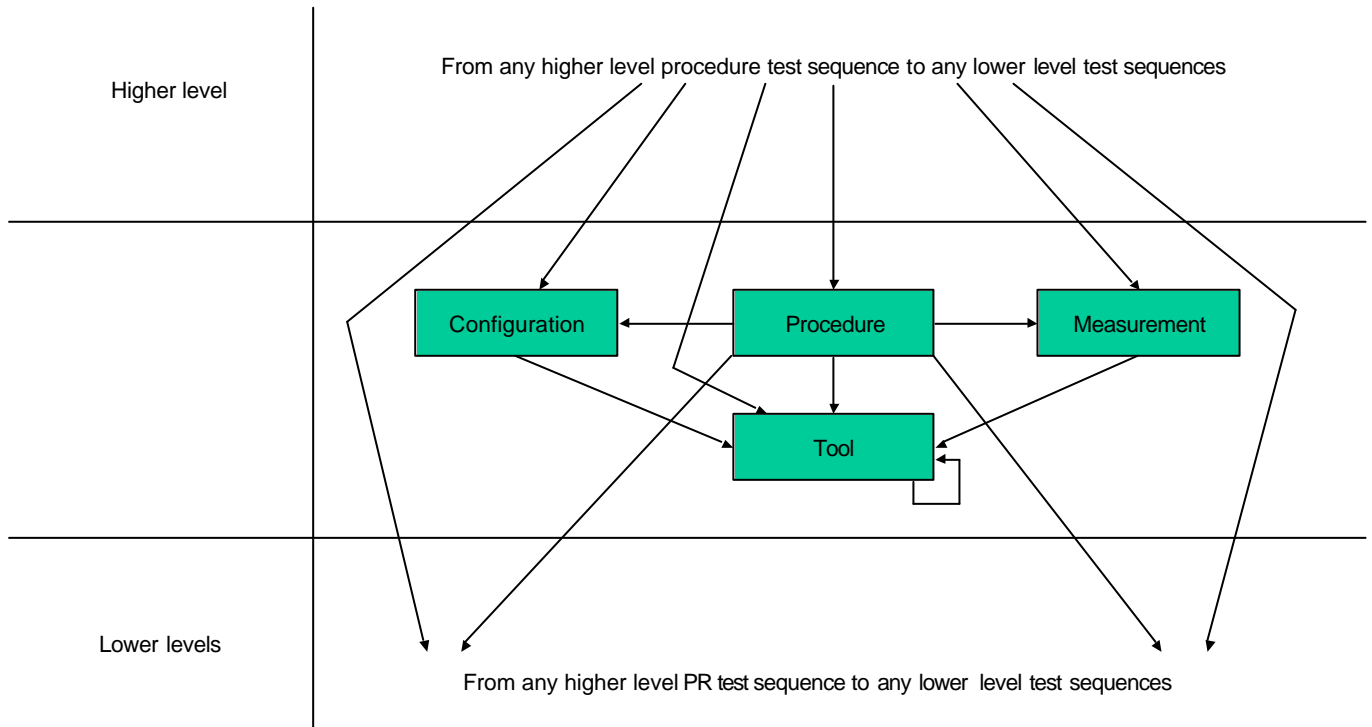 From any higher level procedure test sequence to any lower level test sequences
Higher level
Configuration
Procedure
Measurement
Tool
Lower levels
From any higher level PR test sequence to any lower level test sequences